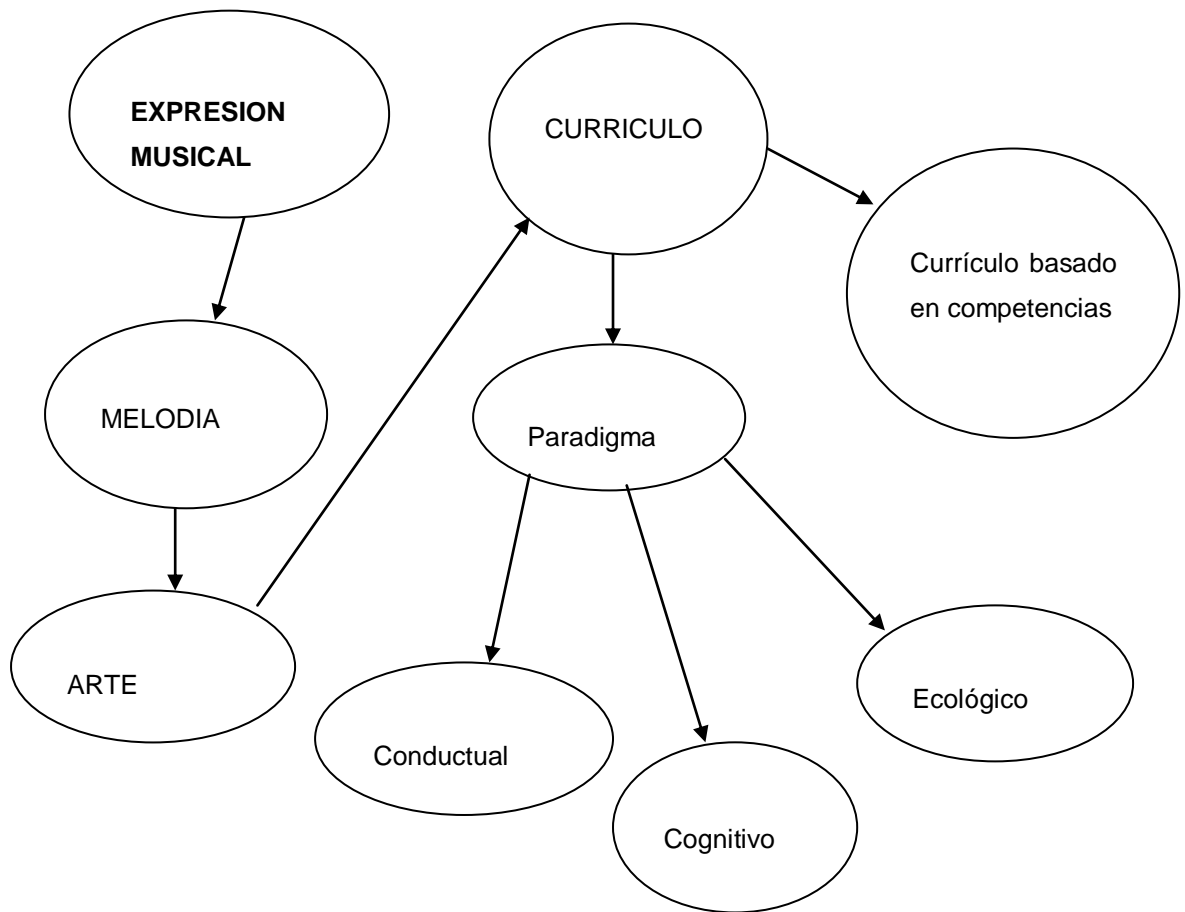 EXPRESION
MUSICAL
CURRICULO
Currículo basado
en competencias
MELODIA
Paradigma
ARTE
Ecológico
Conductual
Cognitivo